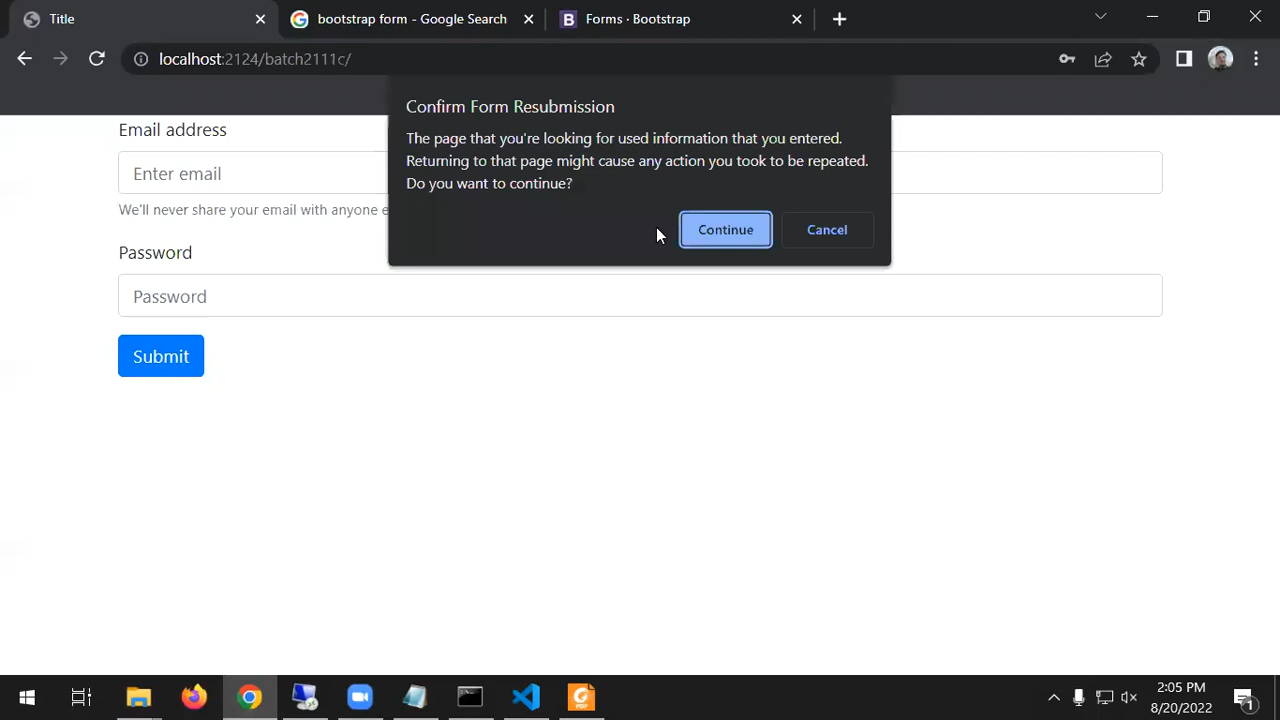 Title
bootstrap form - Google Search
B
Forms · Bootstrap
localhost:2124/batch2111c/
Confirm Form Resubmission
The page that you're looking for used information that you entered.
Returning to that page might cause any action you took to be repeated.
Do you want to continue?
Continue
Cancel
Email address
Enter email
We'll never share your email with anyone e
Password
Password
Submit
2:05 PM
8/20/2022
1